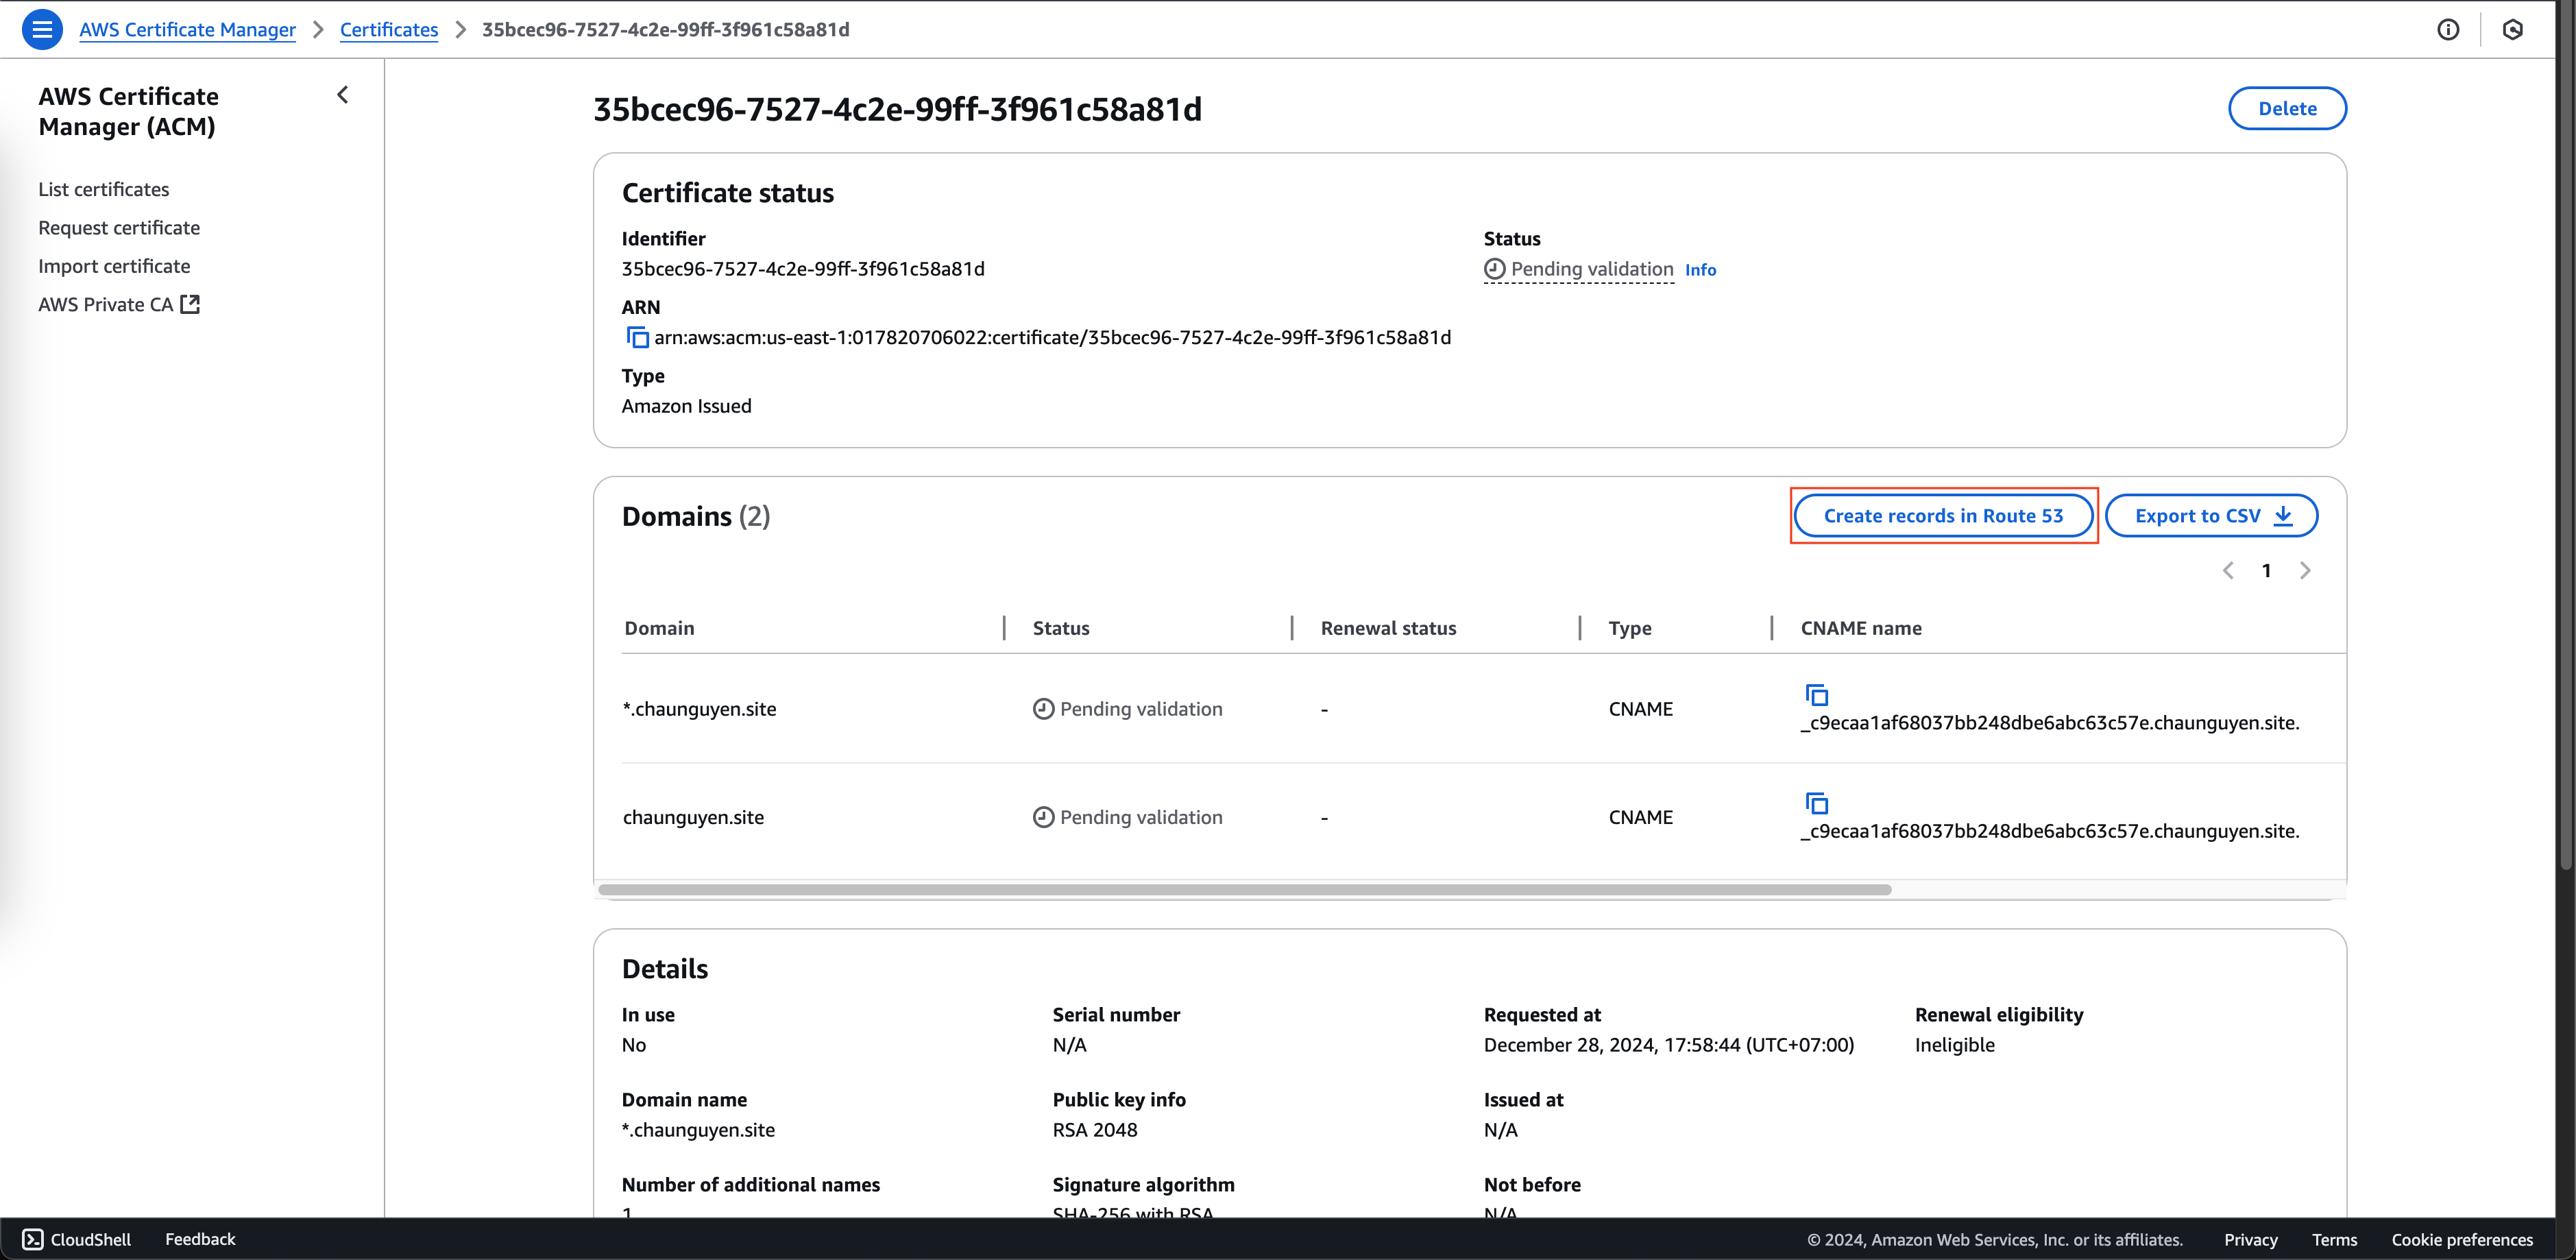 AWS Certificate Manager > Certificates > 35bcec96-7527-4c2e-99ff-3f961c58a81d
AWS Certificate
Manager (ACM)
List certificates
Request certificate
Import certificate
AWS Private CA
35bcec96-7527-4c2e-99ff-3f961c58a81d
Delete
Certificate status
Identifier
35bcec96-7527-4c2e-99ff-3f961c58a81d
Status
Pending validation Info
ARN
arn:aws:acm:us-east-1:017820706022:certificate/35bcec96-7527-4c2e-99ff-3f961c58a81d
Type
Amazon Issued
Domains (2)
Create records in Route 53
Export to CSV
1
Domain Status Renewal status Type CNAME name
*.chaunguyen.site Pending validation - CNAME _c9ecaa1af68037bb248dbe6abc63c57e.chaunguyen.site.
chaunguyen.site Pending validation - CNAME _c9ecaa1af68037bb248dbe6abc63c57e.chaunguyen.site.
Details
In use
No
Serial number
N/A
Requested at
December 28, 2024, 17:58:44 (UTC+07:00)
Renewal eligibility
Ineligible
Domain name
*.chaunguyen.site
Public key info
RSA 2048
Issued at
N/A
Number of additional names
1
Signature algorithm
SHA-256 with RSA
Not before
N/A
CloudShell Feedback © 2024, Amazon Web Services, Inc. or its affiliates. Privacy Terms Cookie preferences